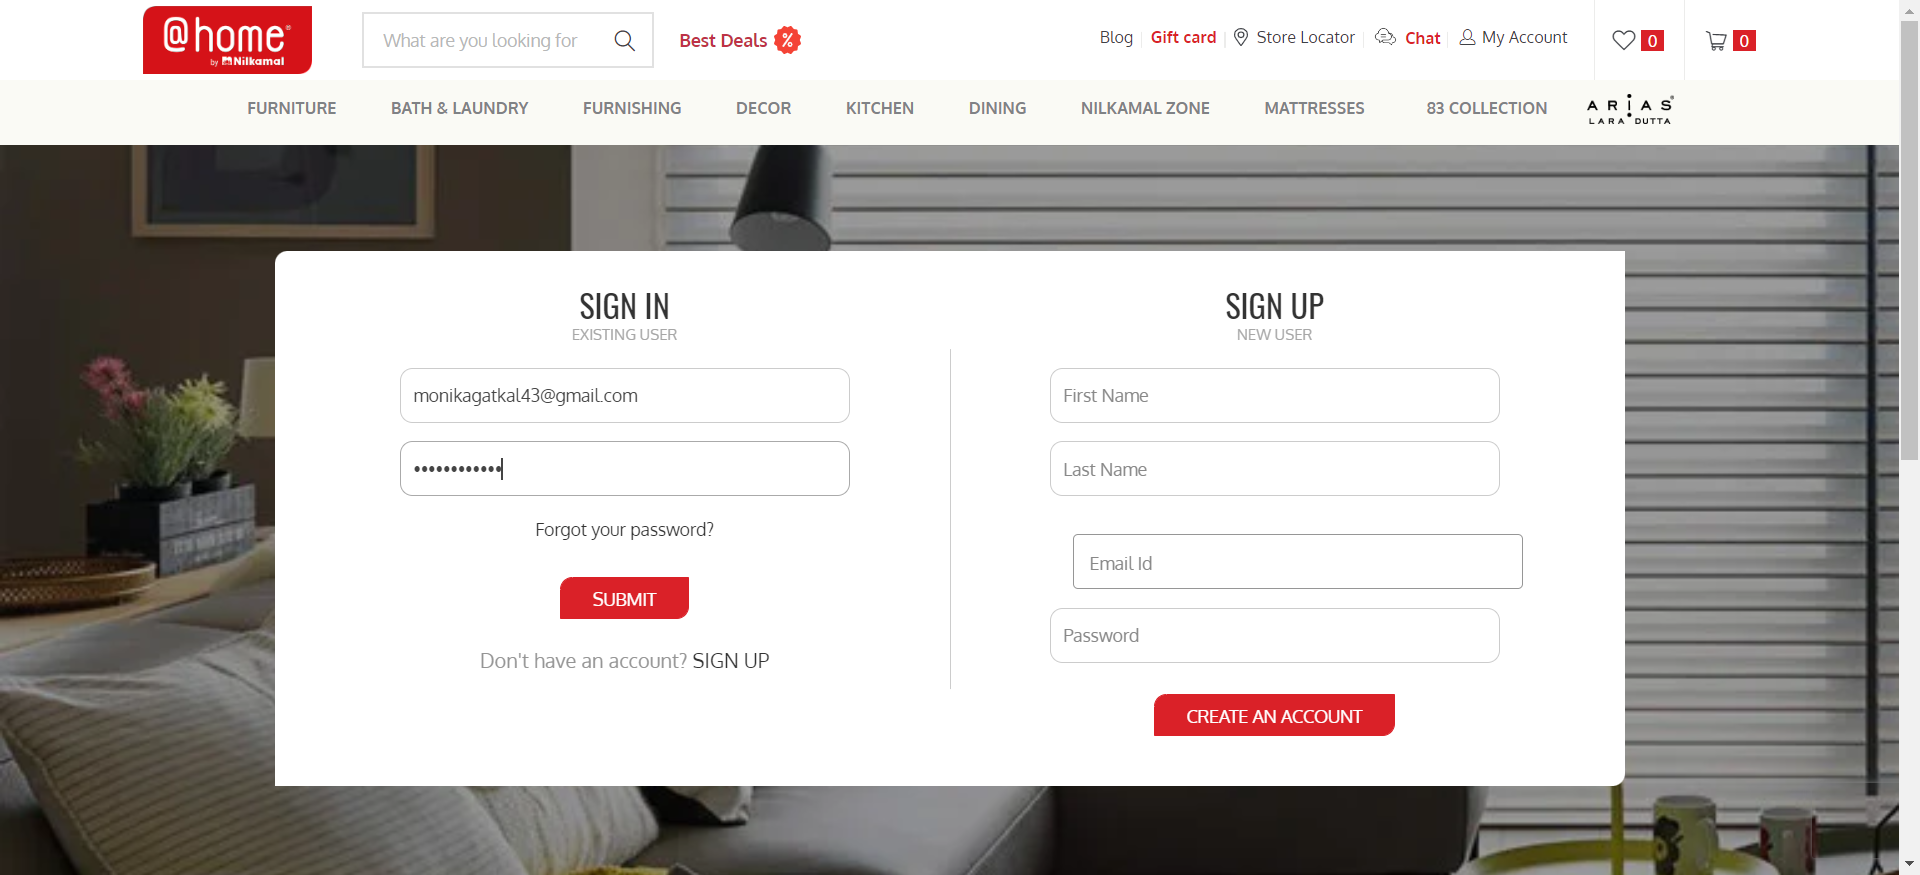 @home
by Nilkamal
What are you looking for
Best Deals %
Blog
Gift card
Store Locator
Chat
My Account
0
0
FURNITURE
BATH & LAUNDRY
FURNISHING
DECOR
KITCHEN
DINING
NILKAMAL ZONE
MATTRESSES
83 COLLECTION
ARIAS
LARA DUTTA
SIGN IN
EXISTING USER
monikagatkal43@gmail.com
••••••••••••
Forgot your password?
SUBMIT
Don't have an account? SIGN UP
SIGN UP
NEW USER
First Name
Last Name
Email Id
Password
CREATE AN ACCOUNT